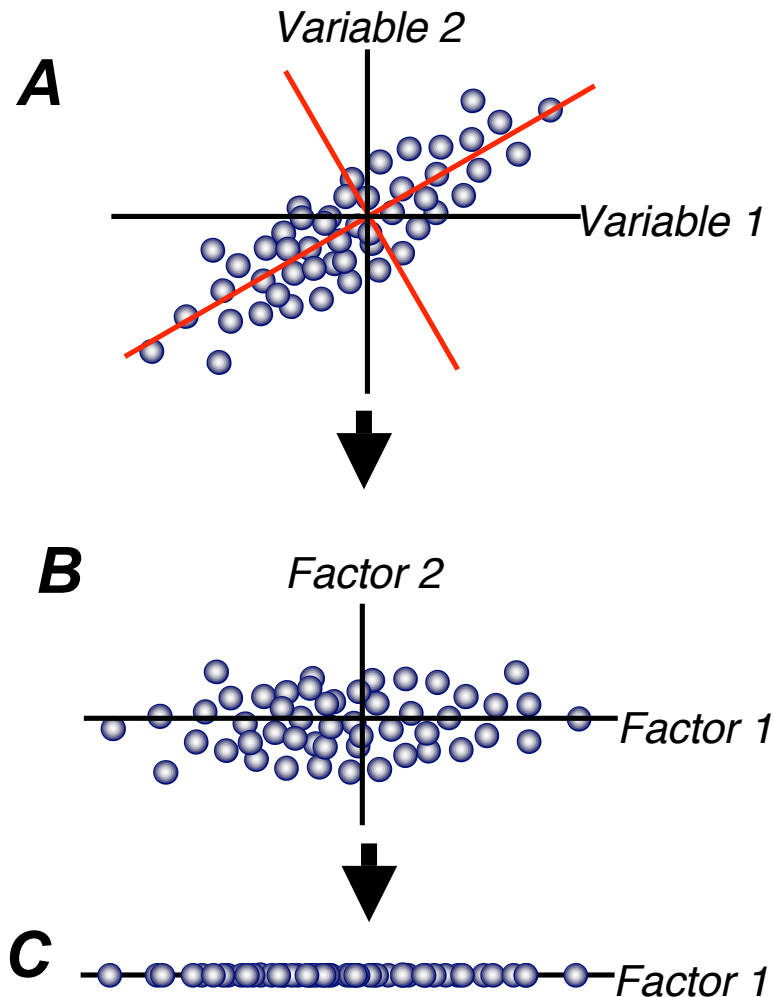 Variable 2
A
Variable 1
B
Factor 2
Factor 1
C
Factor 1